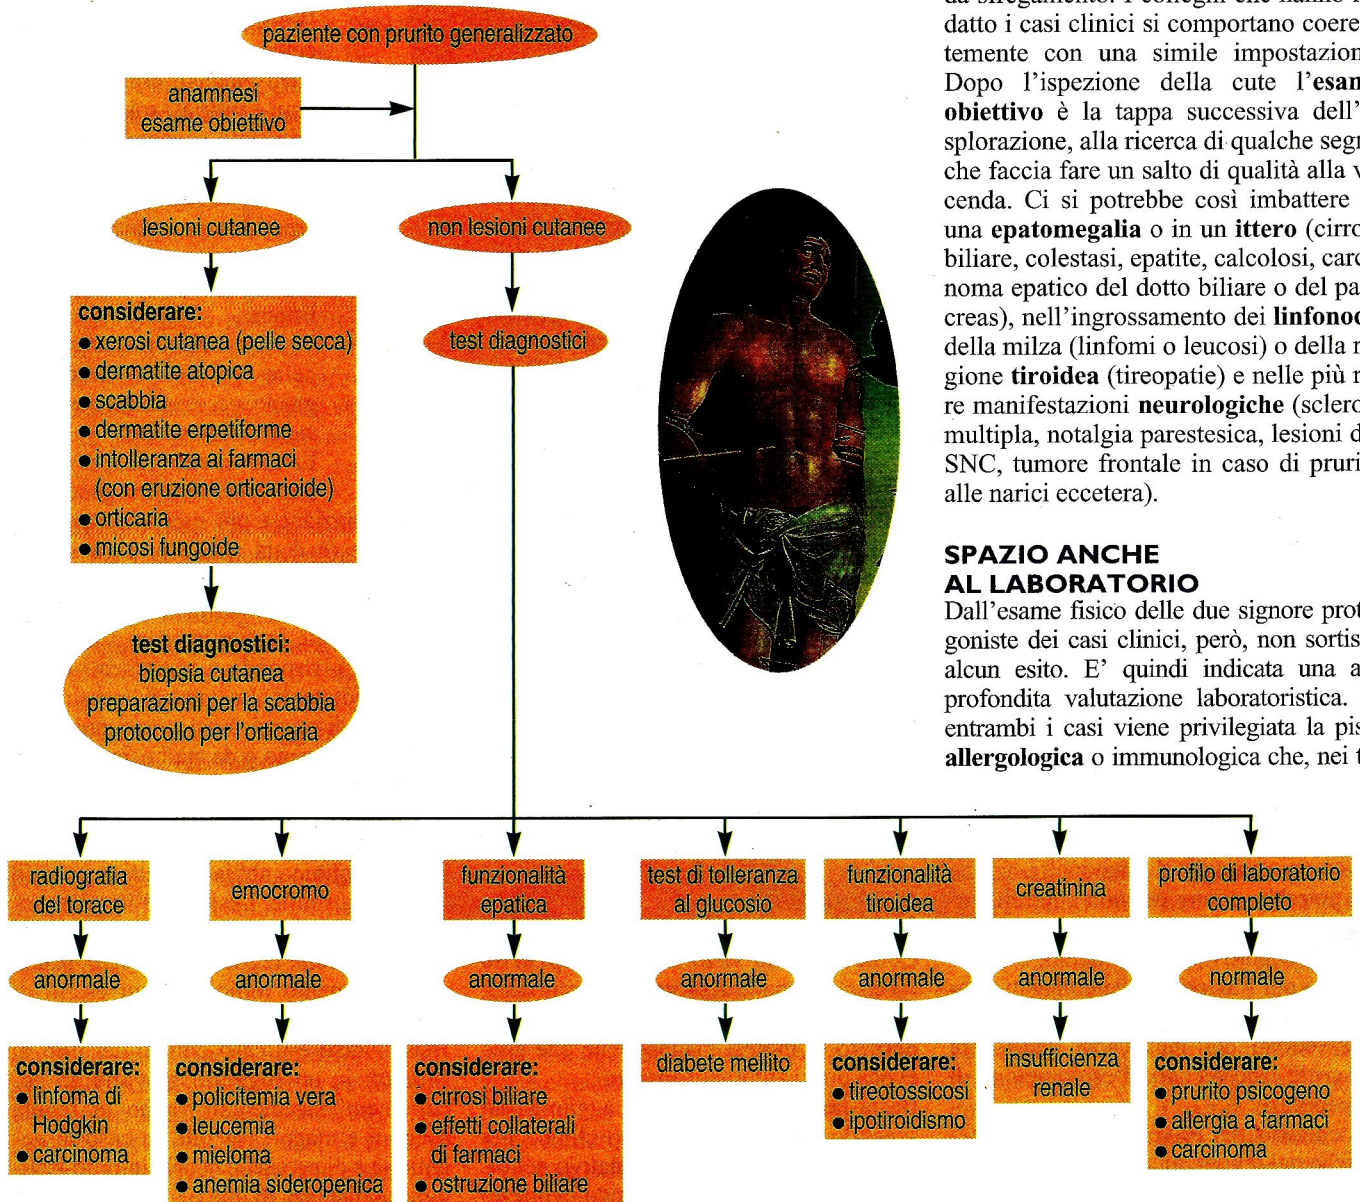 paziente con prurito generalizzato
anamnesi
esame obiettivo
lesioni cutanee
non lesioni cutanee
considerare:
● xerosi cutanea (pelle secca)
● dermatite atopica
● scabbia
● dermatite erpetiforme
● intolleranza ai farmaci
(con eruzione orticarioide)
● orticaria
● micosi fungoide
test diagnostici
test diagnostici:
biopsia cutanea
preparazioni per la scabbia
protocollo per l'orticaria
radiografia
del torace
emocromo
funzionalità
epatica
test di tolleranza
al glucosio
funzionalità
tiroidea
creatinina
profilo di laboratorio
completo
anormale
anormale
anormale
anormale
anormale
anormale
normale
considerare:
● linfoma di
Hodgkin
● carcinoma
considerare:
● policitemia vera
● leucemia
● mieloma
● anemia sideropenica
considerare:
● cirrosi biliare
● effetti collaterali
di farmaci
● ostruzione biliare
diabete mellito
considerare:
● tireotossicosi
● ipotiroidismo
insufficienza
renale
considerare:
● prurito psicogeno
● allergia a farmaci
● carcinoma
datto i casi clinici si comportano coere
temente con una simile impostazion
Dopo l'ispezione della cute l'esan
obiettivo è la tappa successiva dell'
splorazione, alla ricerca di qualche segn
che faccia fare un salto di qualità alla v
cenda. Ci si potrebbe così imbattere
una epatomegalia o in un ittero (cirro
biliare, colestasi, epatite, calcolosi, carc
noma epatico del dotto biliare o del pa
creas), nell'ingrossamento dei linfonoc
della milza (linfomi o leucosi) o della r
gione tiroidea (tireopatie) e nelle più r
re manifestazioni neurologiche (sclero
multipla, notalgia parestesica, lesioni d
SNC, tumore frontale in caso di pruri
alle narici eccetera).
SPAZIO ANCHE
AL LABORATORIO
Dall'esame fisico delle due signore prot
goniste dei casi clinici, però, non sortis
alcun esito. E' quindi indicata una a
profondita valutazione laboratoristica.
entrambi i casi viene privilegiata la pis
allergologica o immunologica che, nei t